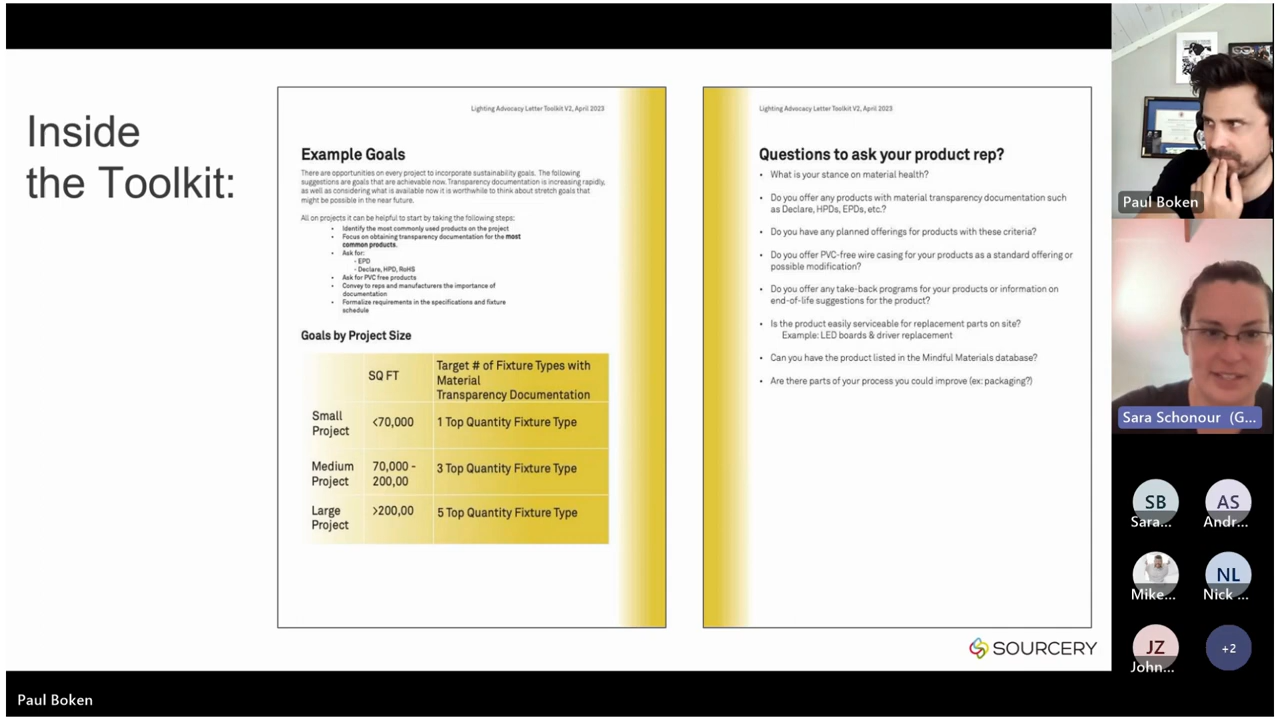 Inside
the Toolkit:
Lighting Advocacy Letter Toolkit V2, April 2023
Example Goals
There are opportunities on every project to incorporate sustainability goals. The following
suggestions are goals that are achievable now. Transparency documentation is increasing rapidly,
as well as considering what is available now it is worthwhile to think about stretch goals that
might be possible in the near future.
All on projects it can be helpful to start by taking the following steps:
• Identify the most commonly used products on the project
• Focus on obtaining transparency documentation for the most
common products.
• Ask for:
- EPD
- Declare, HPD, RoHS
• Ask for PVC free products
• Convey to reps and manufacturers the importance of
documentation
• Formalize requirements in the specifications and fixture
schedule
Goals by Project Size
SQ FT
Target # of Fixture Types with
Material
Transparency Documentation
Small
Project
<70,000
1 Top Quantity Fixture Type
Medium
Project
70,000 -
200,00
3 Top Quantity Fixture Type
Large
Project
>200,00
5 Top Quantity Fixture Type
Lighting Advocacy Letter Toolkit V2, April 2023
Questions to ask your product rep?
• What is your stance on material health?
• Do you offer any products with material transparency documentation such
as Declare, HPDs, EPDs, etc.?
• Do you have any planned offerings for products with these criteria?
• Do you offer PVC-free wire casing for your products as a standard offering or
possible modification?
• Do you offer any take-back programs for your products or information on
end-of-life suggestions for the product?
• Is the product easily serviceable for replacement parts on site?
Example: LED boards & driver replacement
• Can you have the product listed in the Mindful Materials database?
• Are there parts of your process you could improve (ex: packaging?)
SOURCERY
Paul Boken
Sara Schonour (G...
SB
Sara...
AS
Andr...
Mike...
NL
Nick ...
JZ
John...
+2
Paul Boken